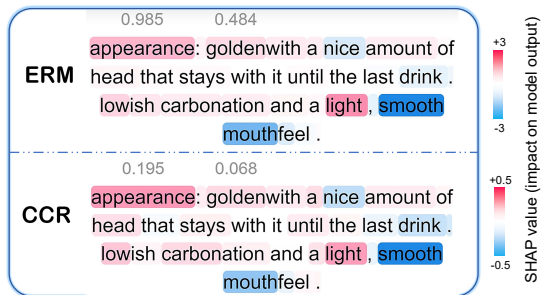 0.985 0.484
appearance: goldenwith a nice amount of
ERM
head that stays with it until the last drink .
lowish carbonation and a light , smooth
mouthfeel .
0.195 0.068
appearance: goldenwith a nice amount of
CCR
head that stays with it until the last drink .
lowish carbonation and a light , smooth
mouthfeel .
+3
-3
+0.5
-0.5
SHAP value (impact on model output)